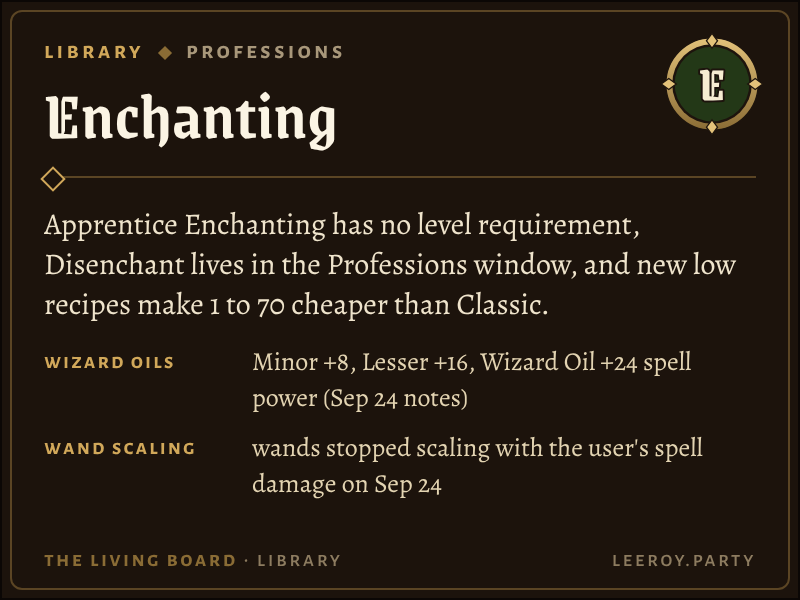 LIBRARY ◆ PROFESSIONS
E
Enchanting
Apprentice Enchanting has no level requirement,
Disenchant lives in the Professions window, and new low
recipes make 1 to 70 cheaper than Classic.
WIZARD OILS
Minor +8, Lesser +16, Wizard Oil +24 spell
power (Sep 24 notes)
WAND SCALING
wands stopped scaling with the user's spell
damage on Sep 24
THE LIVING BOARD · LIBRARY
LEEROY.PARTY